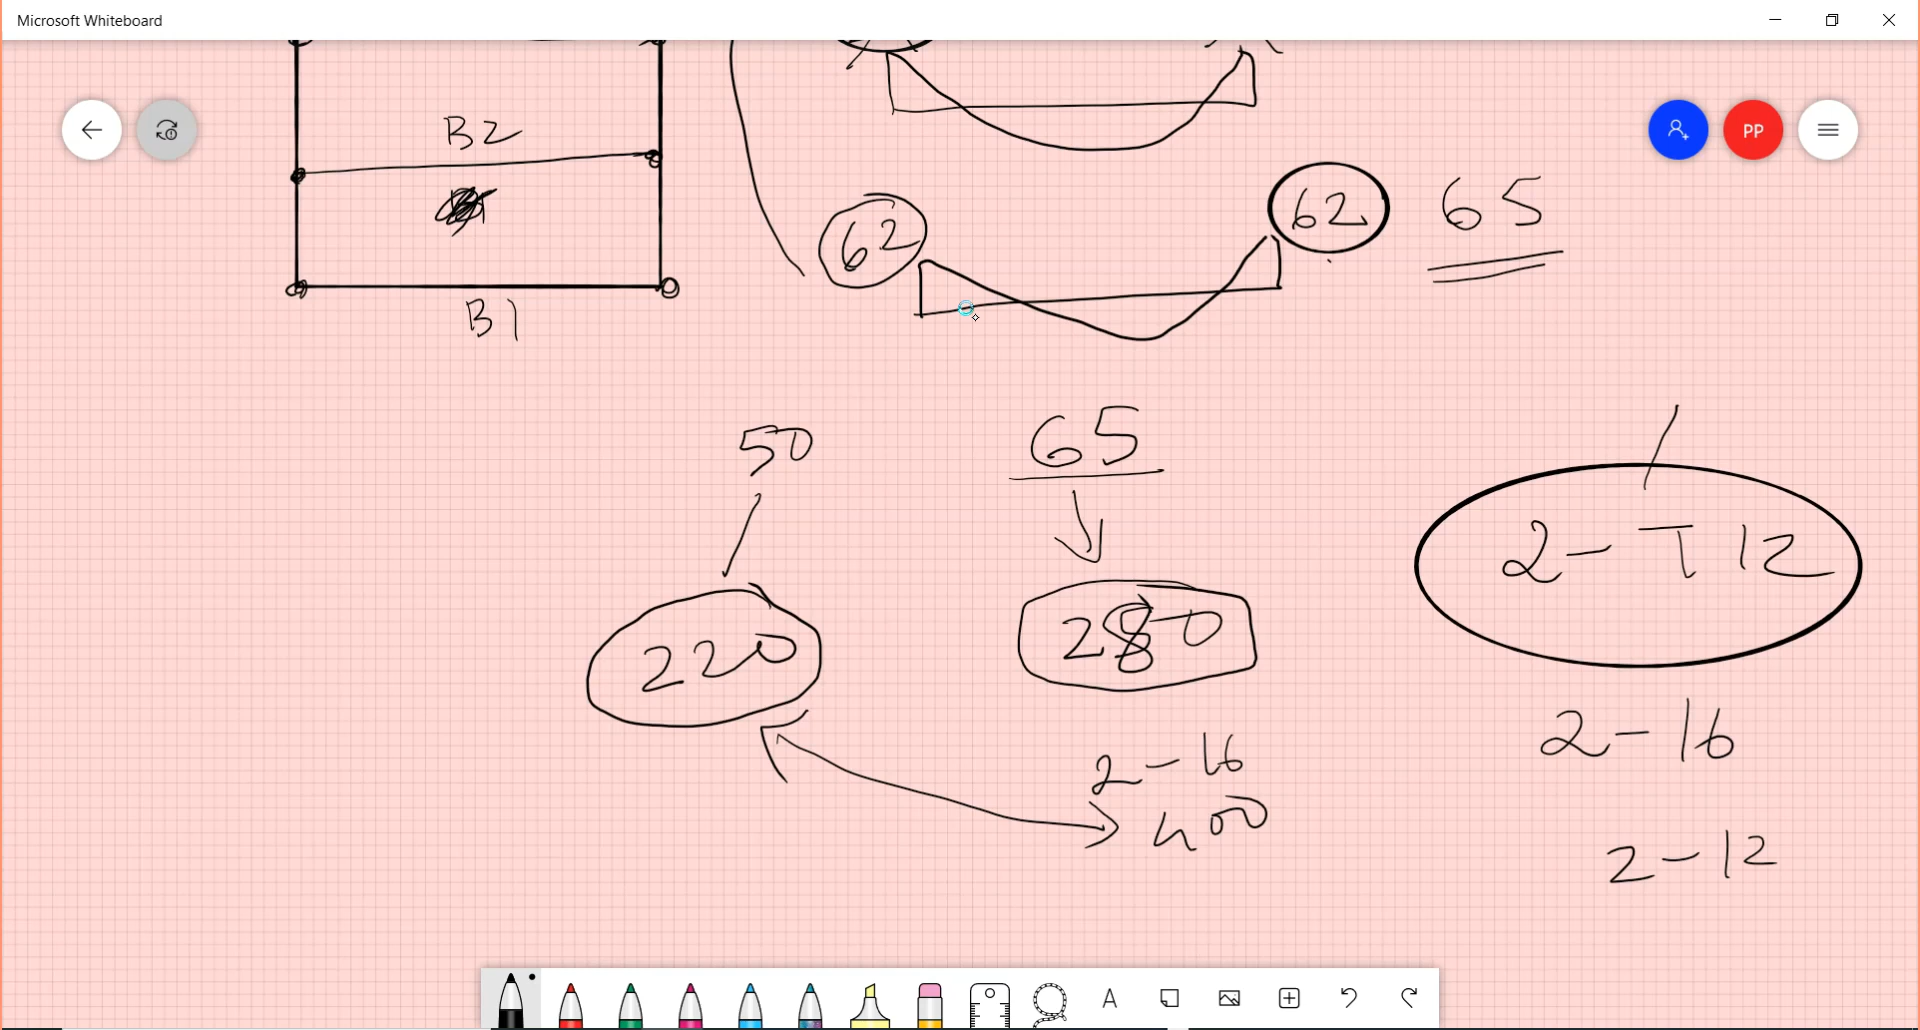 Microsoft Whiteboard
B2
PP
62
65
62
B1
50
65
2-T12
220
280
2-16
2-16
400
2-12
A